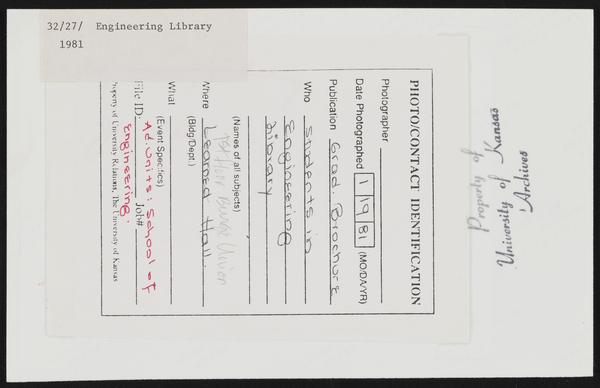 32/27/ Engineering Library
1981
PHOTO/CONTACT IDENTIFICATION
Photographer
Date Photographed 1 19 81 (MO/DA/YR)
Publication Grad. Brochure
Who Students in
Engineering
Library
(Names of all subjects)
Where Learned Hall.
(Bldg/Dept.)
What
(Event Specifics)
File ID: Ad. Units: School of Job#
Engineering.
Property of University Relations, The University of Kansas
Property of
University of Kansas
Archives